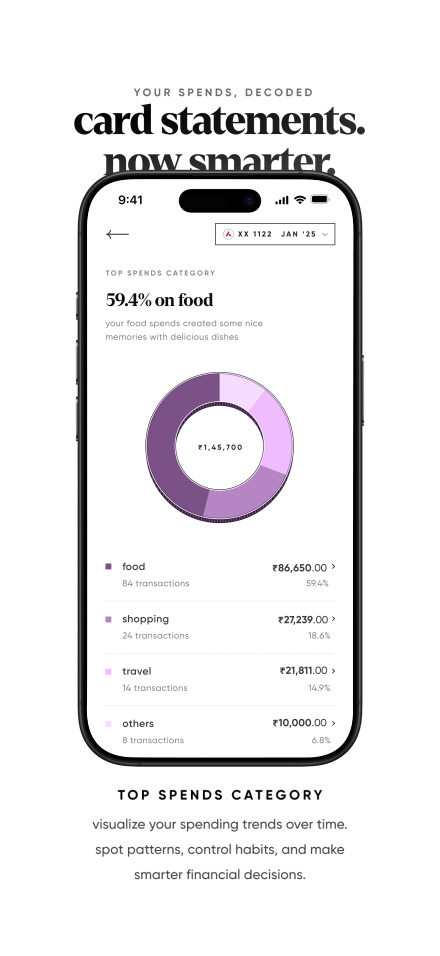 YOUR SPENDS, DECODED
card statements.
now smarter.
9:41
XX 1122 JAN '25
TOP SPENDS CATEGORY
59.4% on food
your food spends created some nice
memories with delicious dishes
₹1,45,700
food ₹86,650.00
84 transactions 59.4%
shopping ₹27,239.00
24 transactions 18.6%
travel ₹21,811.00
14 transactions 14.9%
others ₹10,000.00
8 transactions 6.8%
TOP SPENDS CATEGORY
visualize your spending trends over time.
spot patterns, control habits, and make
smarter financial decisions.